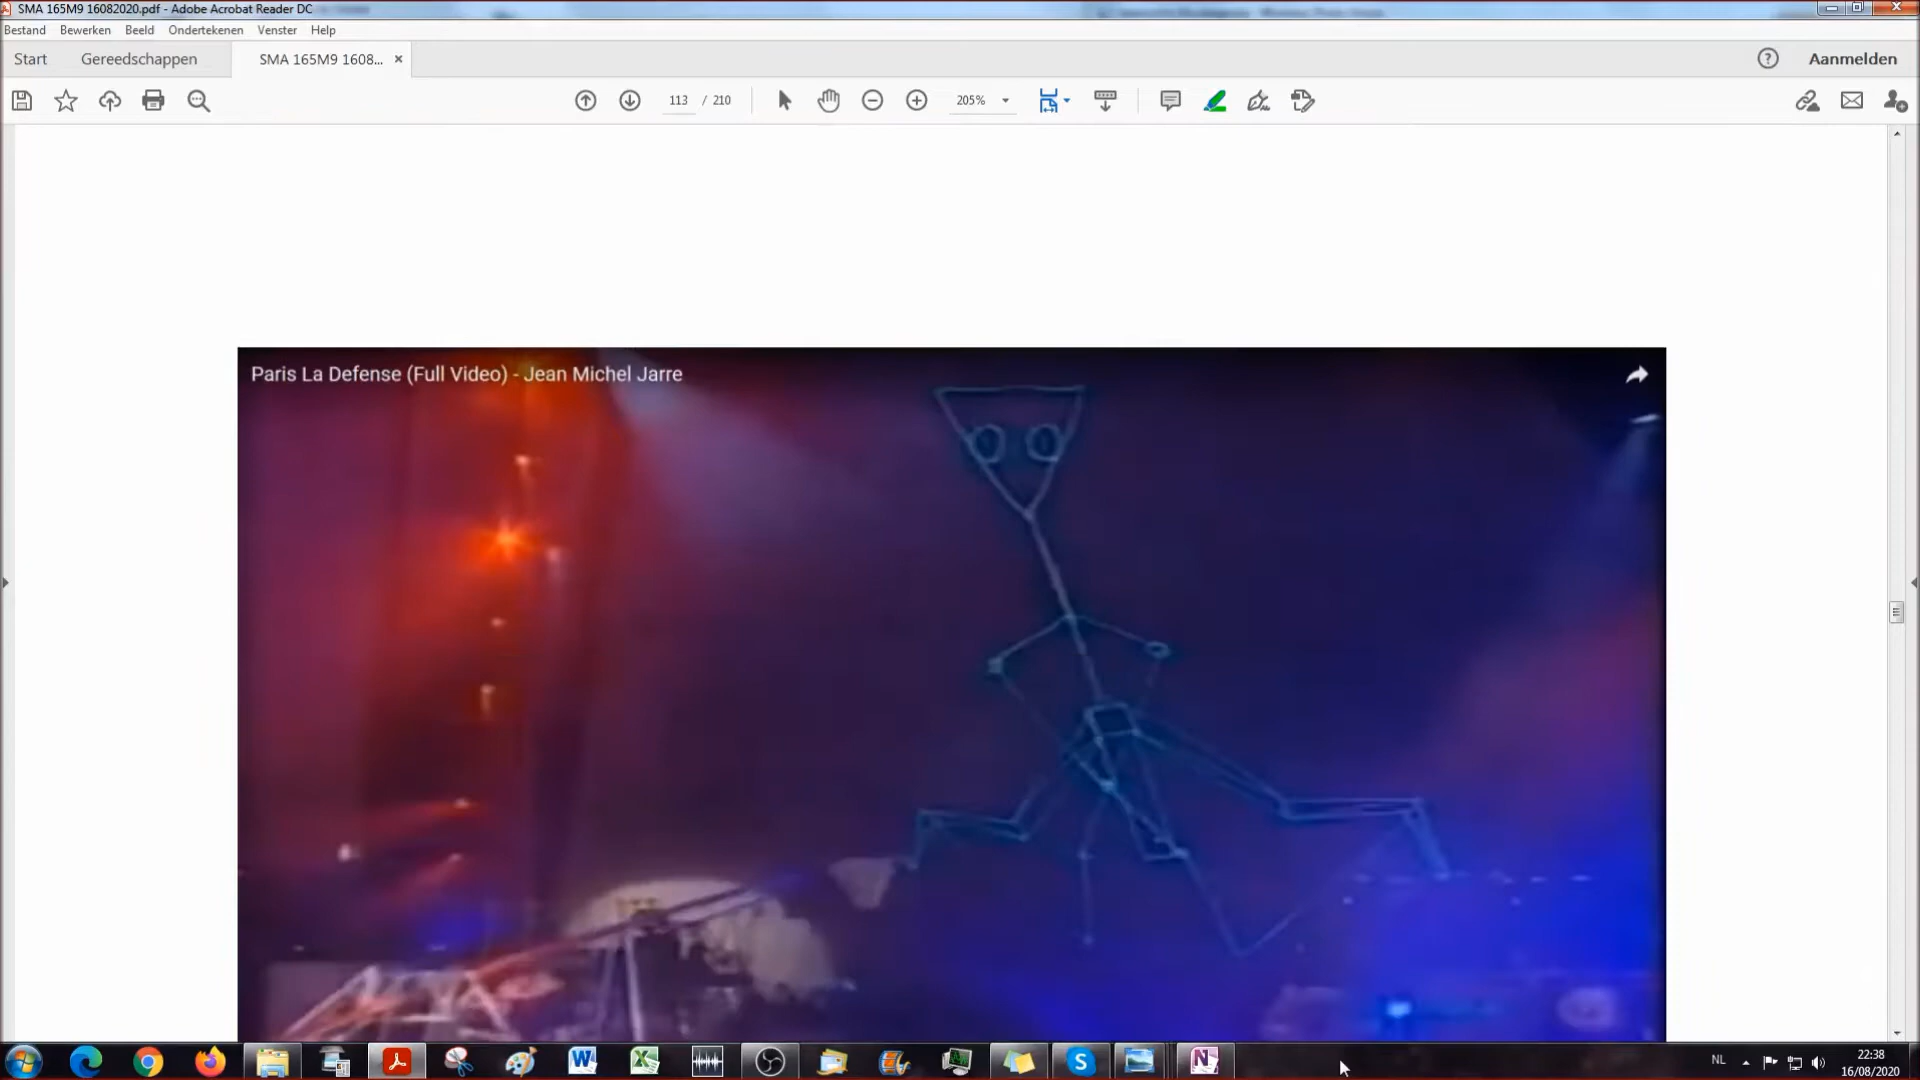 SMA 165M9 16082020.pdf - Adobe Acrobat Reader DC
Bestand Bewerken Beeld Ondertekenen Venster Help
Start Gereedschappen SMA 165M9 1608... × ? Aanmelden
113 / 210 205%
Paris La Defense (Full Video) - Jean Michel Jarre
NL 22:38
16/08/2020